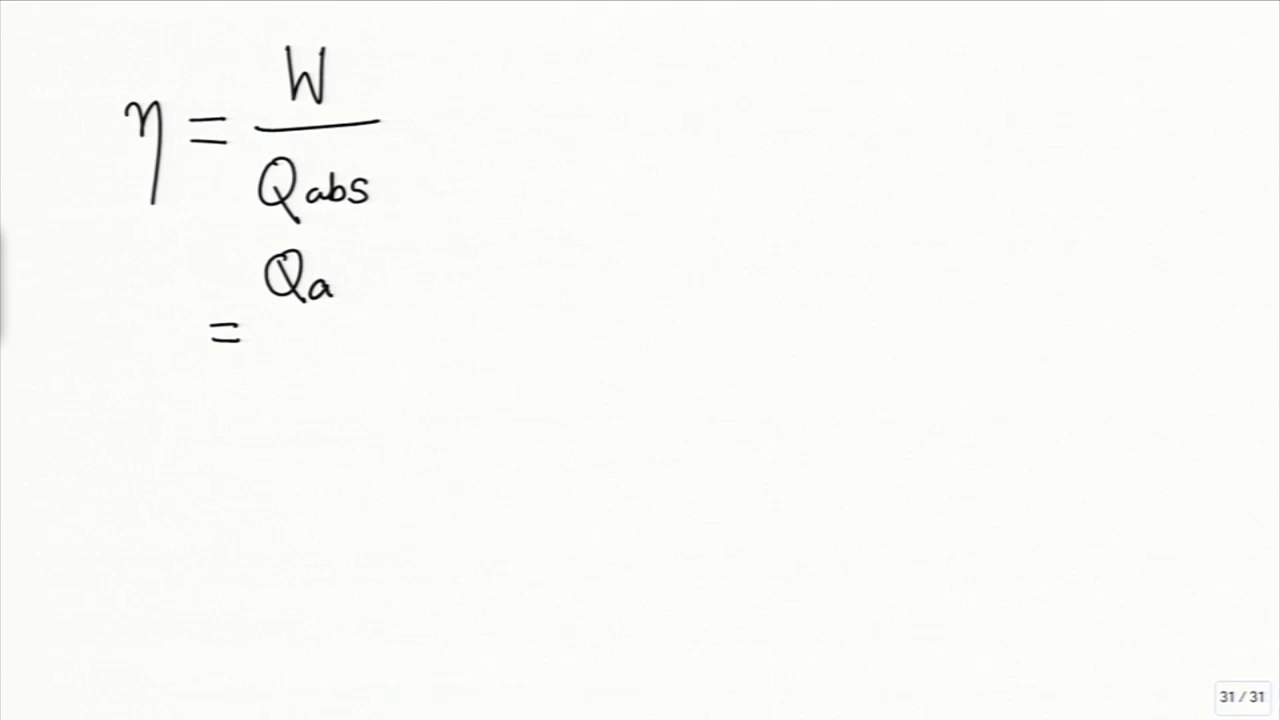 η = W / Qabs
= Qa
31 / 31